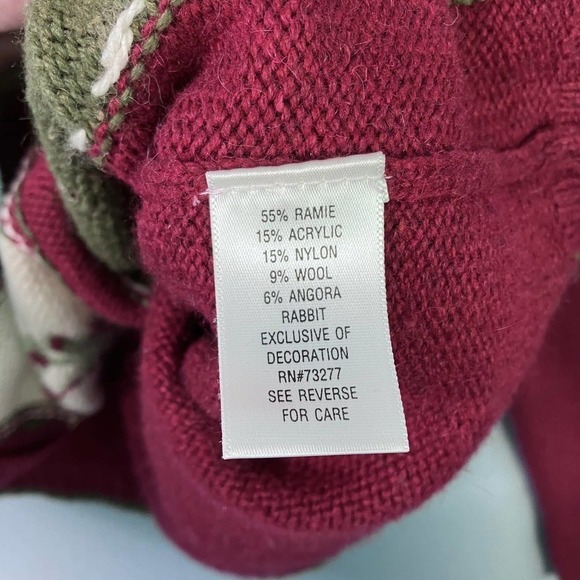 55% RAMIE
15% ACRYLIC
15% NYLON
9% WOOL
6% ANGORA
RABBIT
EXCLUSIVE OF
DECORATION
RN#73277
SEE REVERSE
FOR CARE